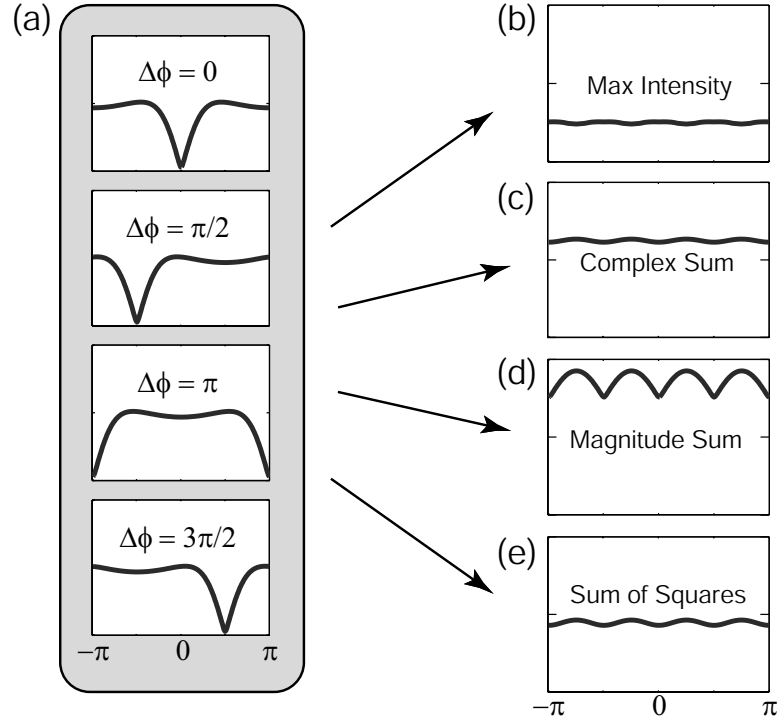 (a)
Δϕ = 0
Δϕ = π/2
Δϕ = π
Δϕ = 3π/2
−π 0 π
(b)
Max Intensity
(c)
Complex Sum
(d)
Magnitude Sum
(e)
Sum of Squares
−π 0 π